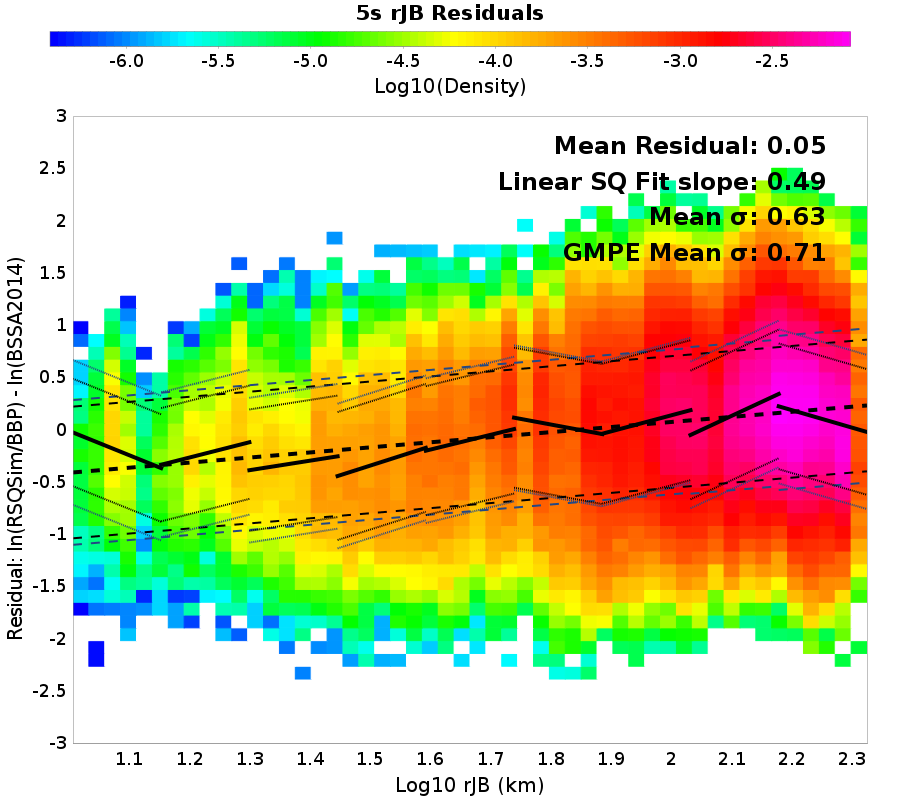 5s rJB Residuals
-6.0 -5.5 -5.0 -4.5 -4.0 -3.5 -3.0 -2.5
Log10(Density)
Mean Residual: 0.05
Linear SQ Fit slope: 0.49
Mean σ: 0.63
GMPE Mean σ: 0.71
Residual: ln(RSQSim/BBP) - ln(BSSA2014)
3
2.5
2
1.5
1
0.5
0
-0.5
-1
-1.5
-2
-2.5
-3
1.1 1.2 1.3 1.4 1.5 1.6 1.7 1.8 1.9 2 2.1 2.2 2.3
Log10 rJB (km)